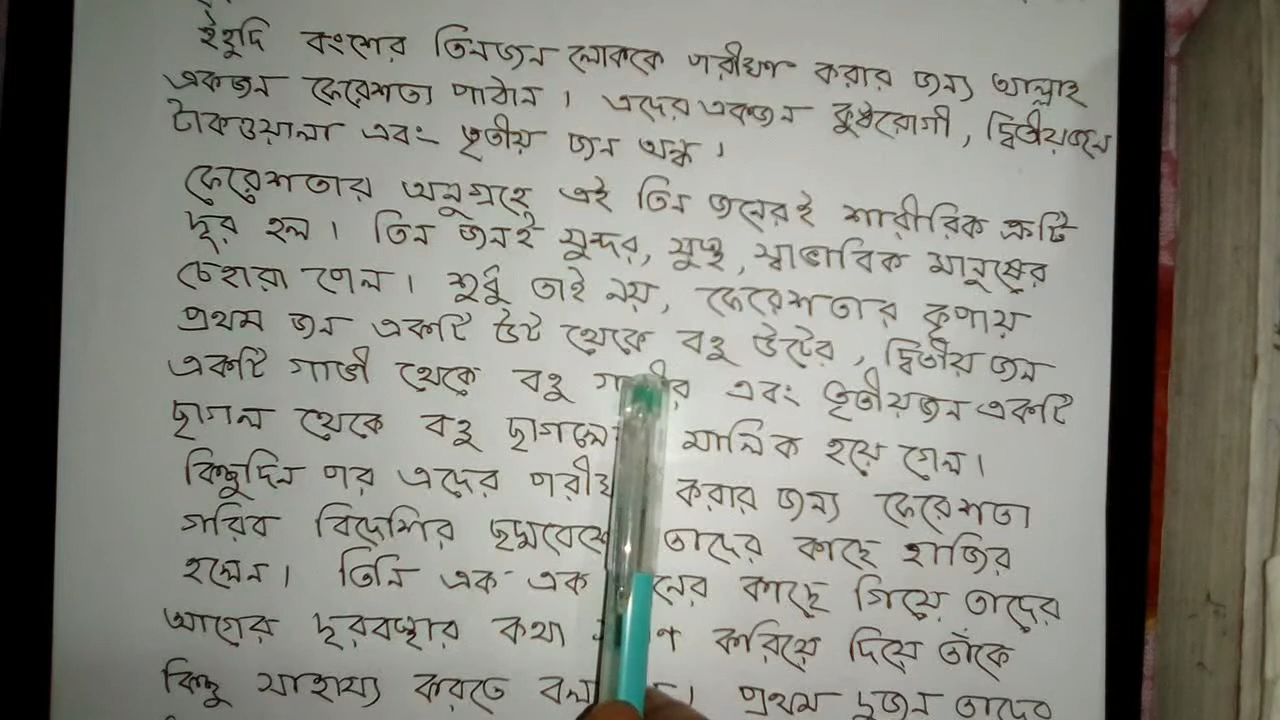 ইহুদি বংশের তিনজন লোককে পরীক্ষা করার জন্য আল্লাহ
একজন ফেরেশতা পাঠান। এদের একজন কুষ্ঠরোগী, দ্বিতীয়জন
টাকওয়ালা এবং তৃতীয় জন অন্ধ।
ফেরেশতার অনুগ্রহে এই তিন জনেরই শারীরিক ত্রুটি
দূর হল। তিন জনই সুন্দর, সুস্থ, স্বাভাবিক মানুষের
চেহারা পেল। শুধু তাই নয়, ফেরেশতার কৃপায়
প্রথম জন একটি উট থেকে বহু উটের, দ্বিতীয় জন
একটি গাভী থেকে বহু গাভীর এবং তৃতীয়জন একটি
ছাগল থেকে বহু ছাগলের মালিক হয়ে গেল।
কিছুদিন পর এদের পরীক্ষা করার জন্য ফেরেশতা
গরিব বিদেশির ছদ্মবেশে তাদের কাছে হাজির
হলেন। তিনি এক এক জনের কাছে গিয়ে তাদের
আগের দূরবস্থার কথা করিয়ে দিয়ে তাঁকে
কিছু সাহায্য করতে প্রথম দুজন তাদের